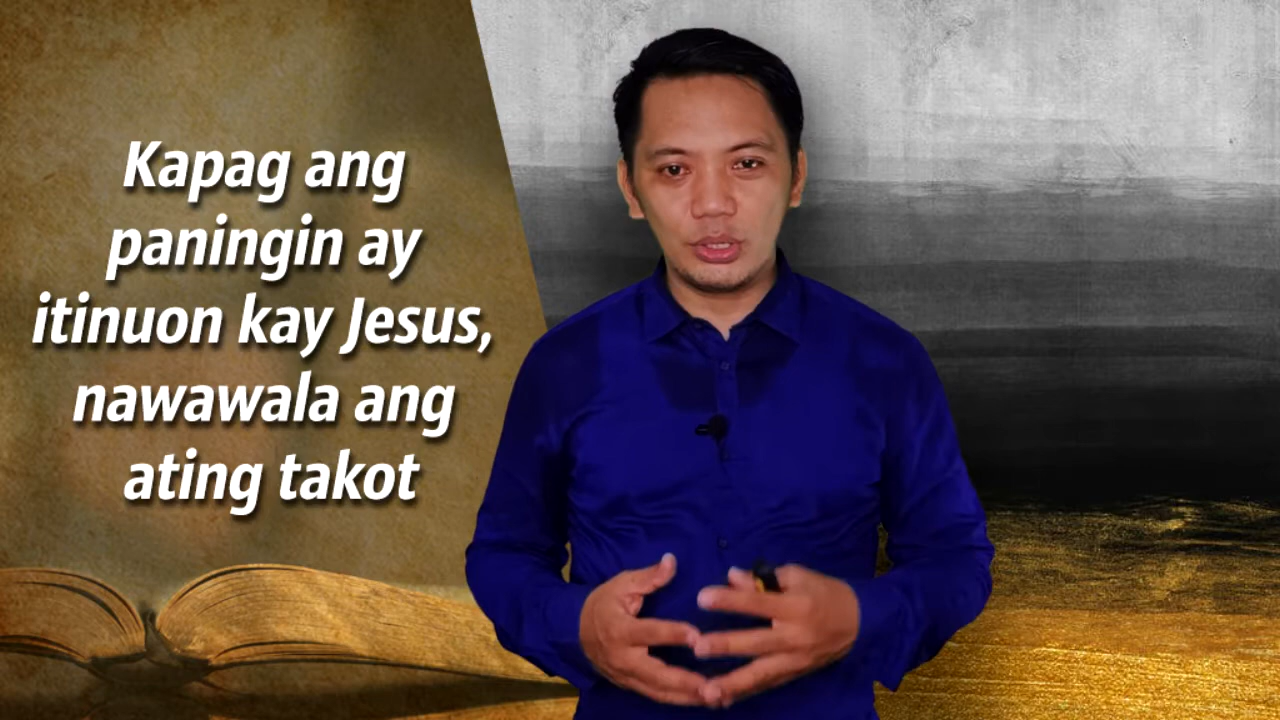 Kapag ang
paningin ay
itinuon kay Jesus,
nawawala ang
ating takot